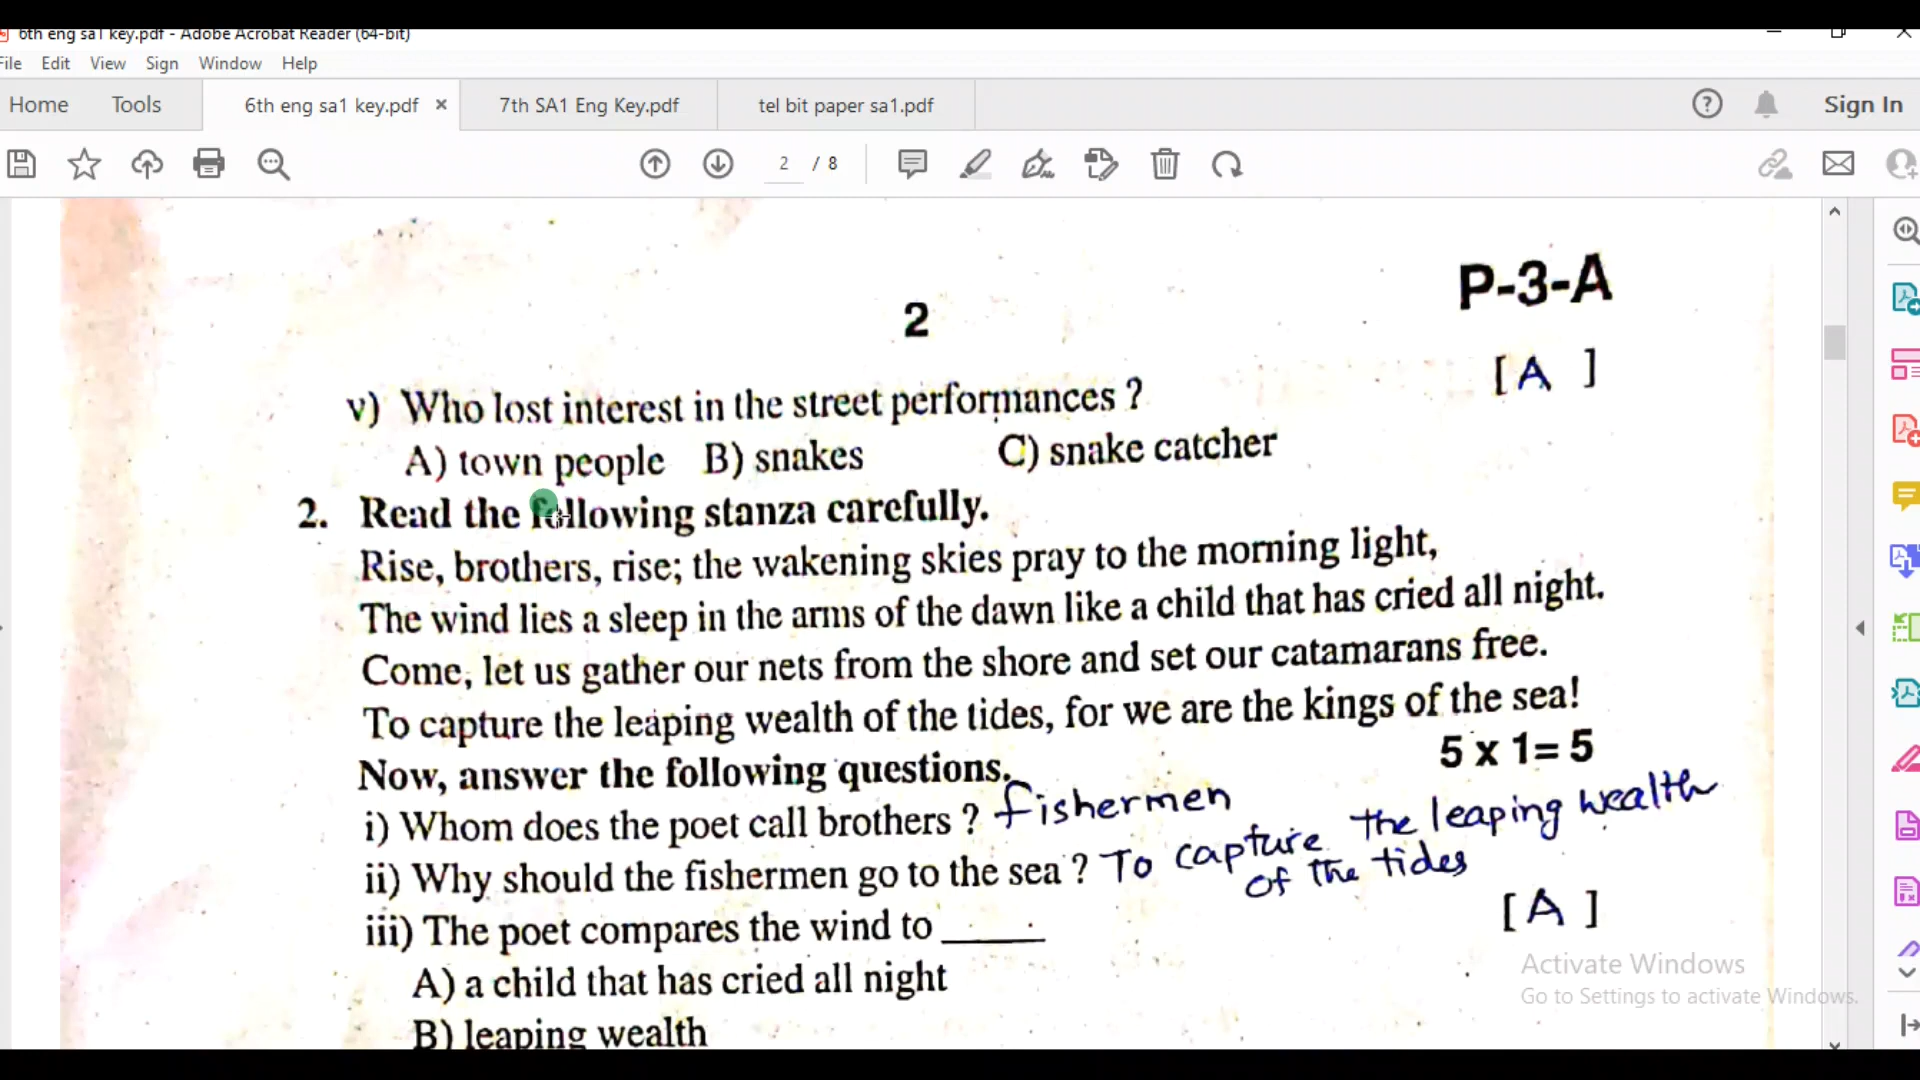 6th eng sa1 key.pdf - Adobe Acrobat Reader (64-bit)
File Edit View Sign Window Help
Home Tools 6th eng sa1 key.pdf × 7th SA1 Eng Key.pdf tel bit paper sa1.pdf Sign In
2 / 8
P-3-A
2
[ A ]
v) Who lost interest in the street performances ?
A) town people B) snakes C) snake catcher
2. Read the following stanza carefully.
Rise, brothers, rise; the wakening skies pray to the morning light,
The wind lies a sleep in the arms of the dawn like a child that has cried all night.
Come, let us gather our nets from the shore and set our catamarans free.
To capture the leaping wealth of the tides, for we are the kings of the sea!
Now, answer the following questions. 5 x 1= 5
i) Whom does the poet call brothers ? fishermen
ii) Why should the fishermen go to the sea ? To capture the leaping wealth
of the tides
iii) The poet compares the wind to _____ [ A ]
A) a child that has cried all night
B) leaping wealth
Activate Windows
Go to Settings to activate Windows.